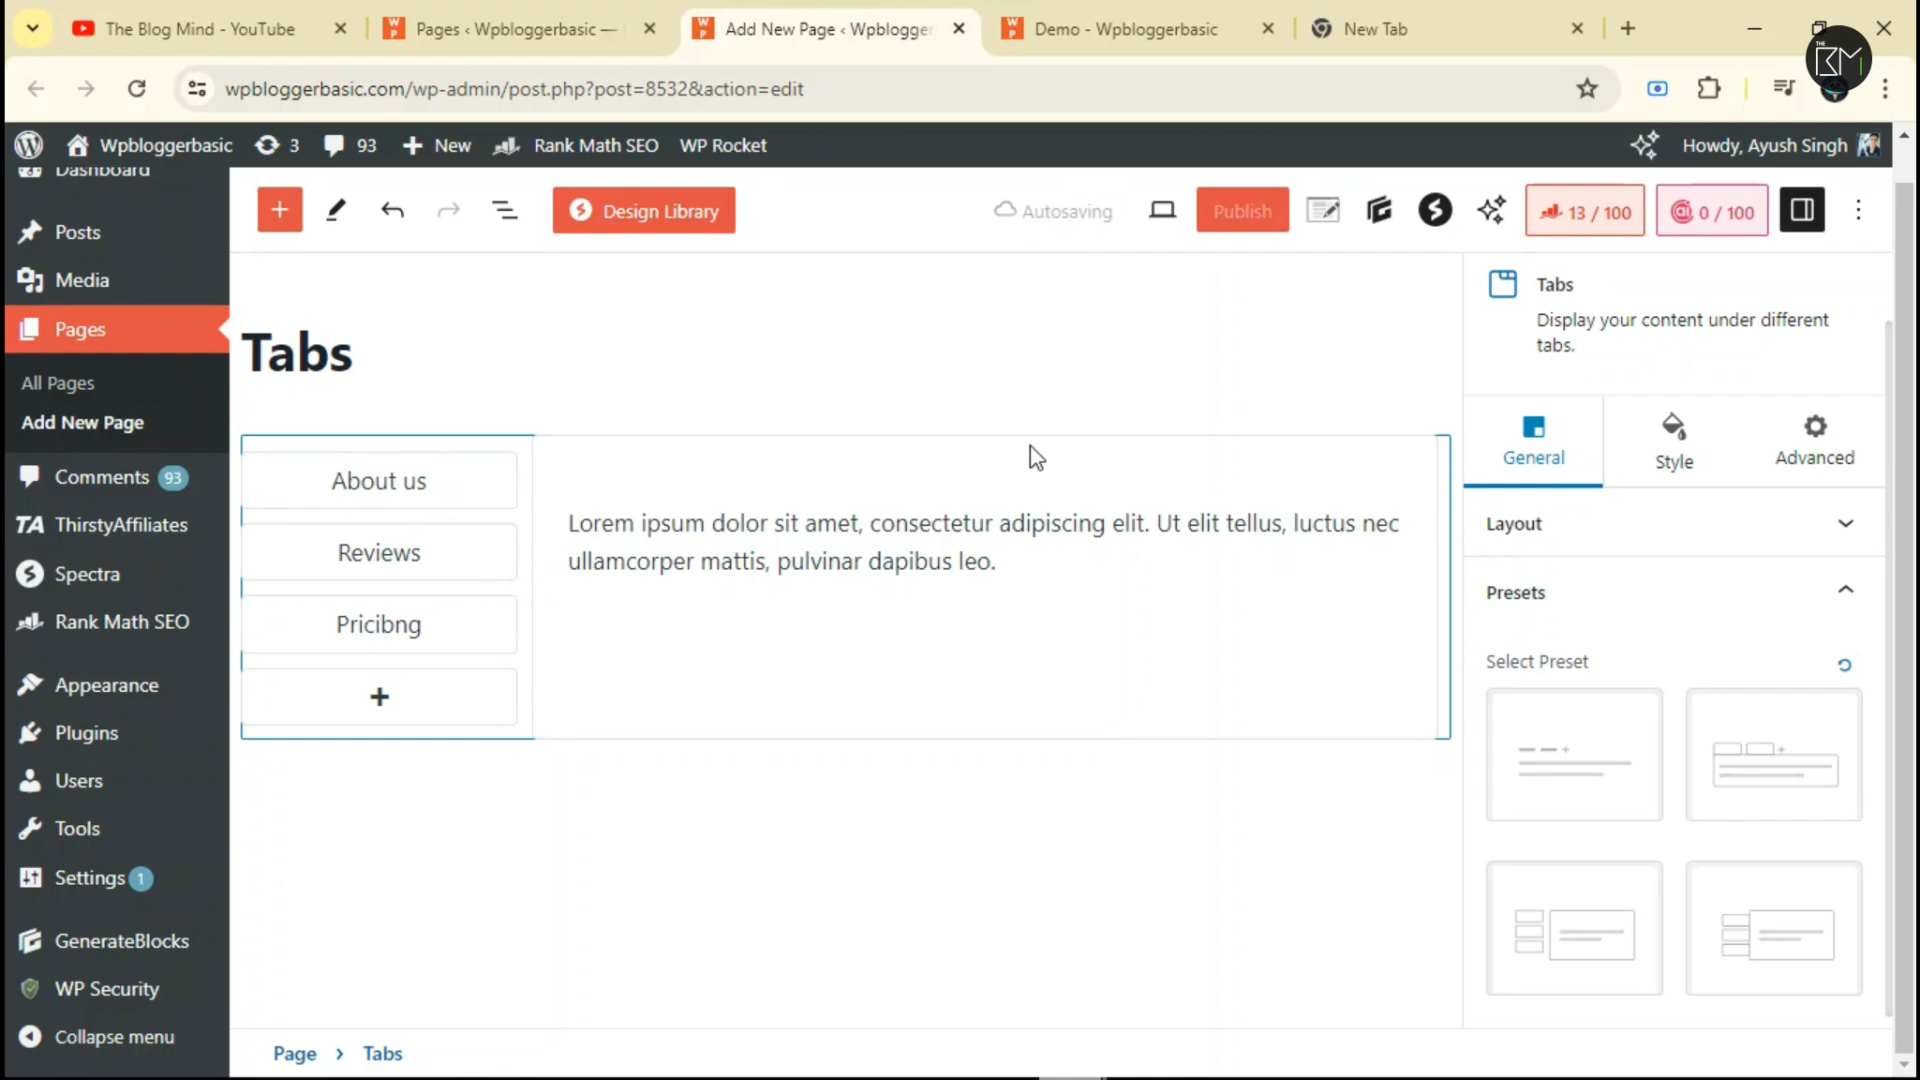 The Blog Mind - YouTube
Pages ‹ Wpbloggerbasic —
Add New Page ‹ Wpblogger
Demo - Wpbloggerbasic
New Tab
THE BM
wpbloggerbasic.com/wp-admin/post.php?post=8532&action=edit
Wpbloggerbasic
3
93
New
Rank Math SEO
WP Rocket
Howdy, Ayush Singh
Dashboard
Posts
Media
Pages
All Pages
Add New Page
Comments 93
TA ThirstyAffiliates
Spectra
Rank Math SEO
Appearance
Plugins
Users
Tools
Settings 1
GenerateBlocks
WP Security
Collapse menu
Design Library
Autosaving
Publish
13 / 100
0 / 100
Tabs
About us
Reviews
Pricibng
Lorem ipsum dolor sit amet, consectetur adipiscing elit. Ut elit tellus, luctus nec
ullamcorper mattis, pulvinar dapibus leo.
Tabs
Display your content under different
tabs.
General
Style
Advanced
Layout
Presets
Select Preset
Page › Tabs